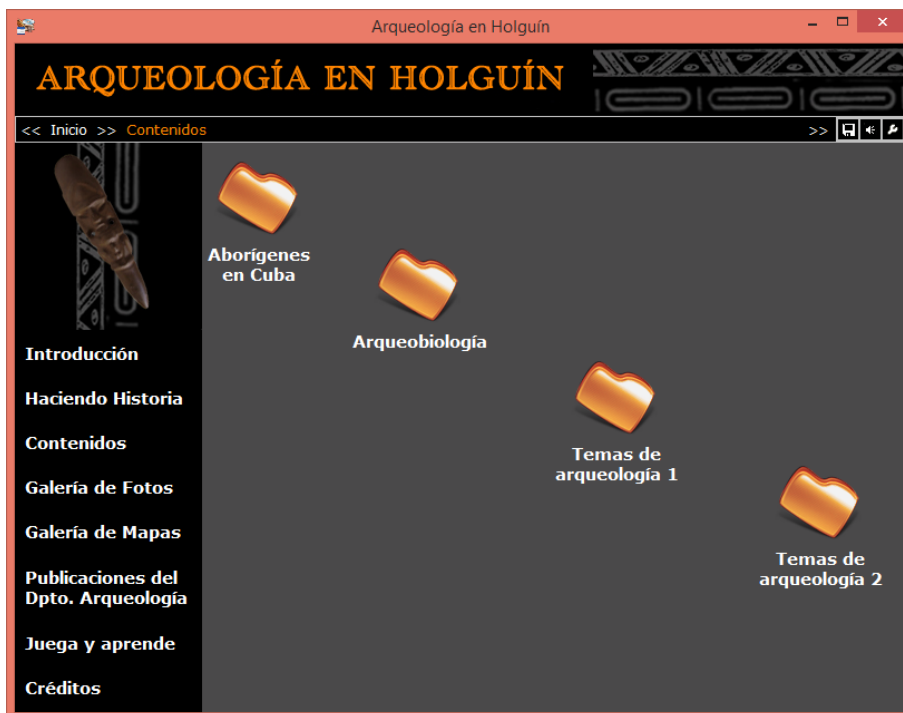 Arqueología en Holguín
ARQUEOLOGÍA EN HOLGUÍN
<< Inicio >> Contenidos >>
Introducción
Haciendo Historia
Contenidos
Galería de Fotos
Galería de Mapas
Publicaciones del
Dpto. Arqueología
Juega y aprende
Créditos
Aborígenes
en Cuba
Arqueobiología
Temas de
arqueología 1
Temas de
arqueología 2